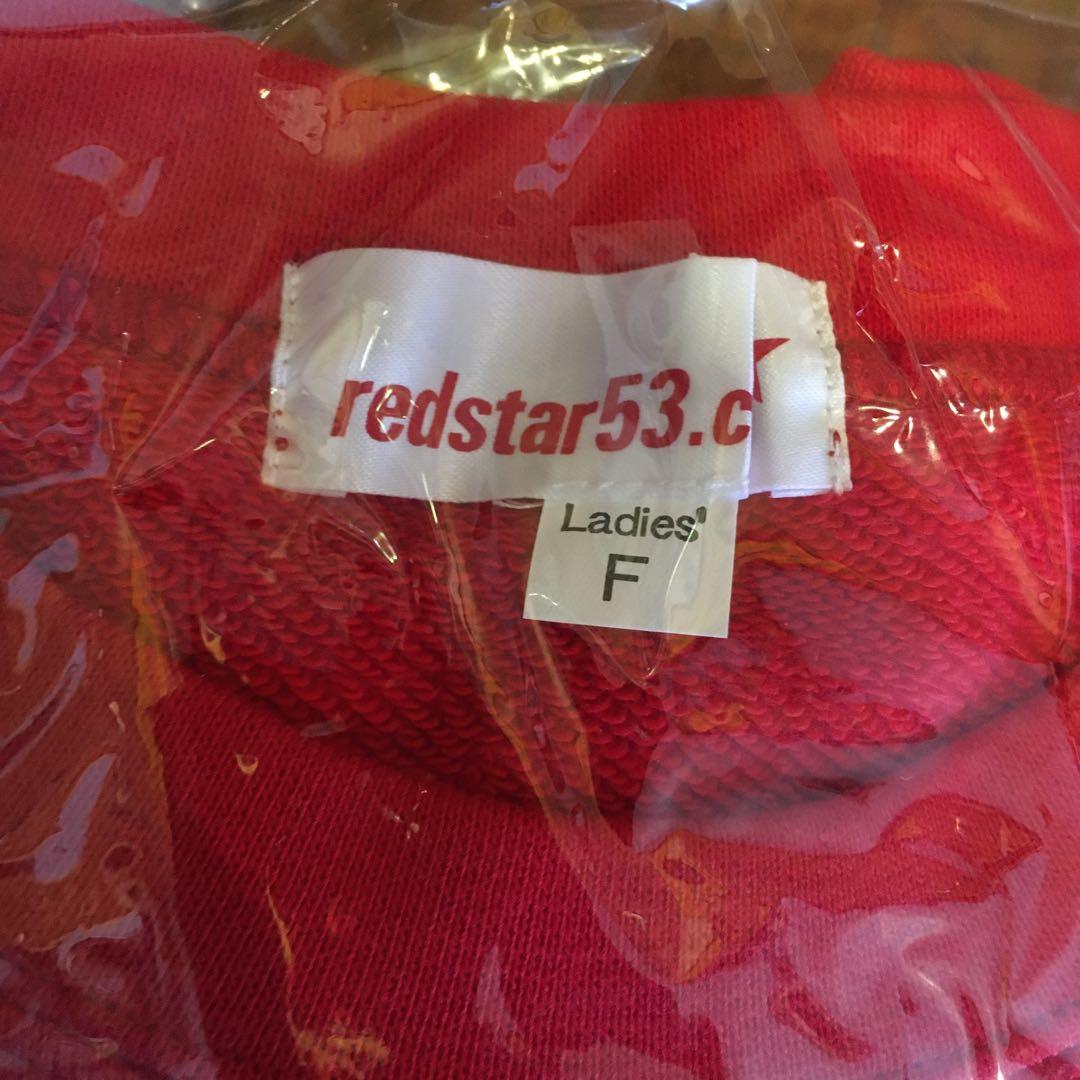 redstar53.c
Ladies'
F